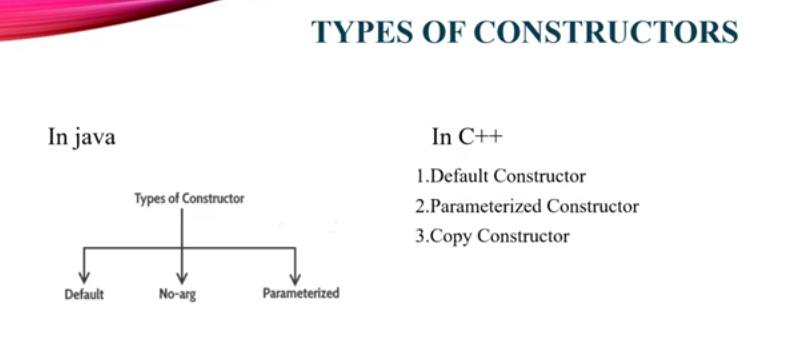 TYPES OF CONSTRUCTORS
In java
Types of Constructor
Default
No-arg
Parameterized
In C++
1.Default Constructor
2.Parameterized Constructor
3.Copy Constructor